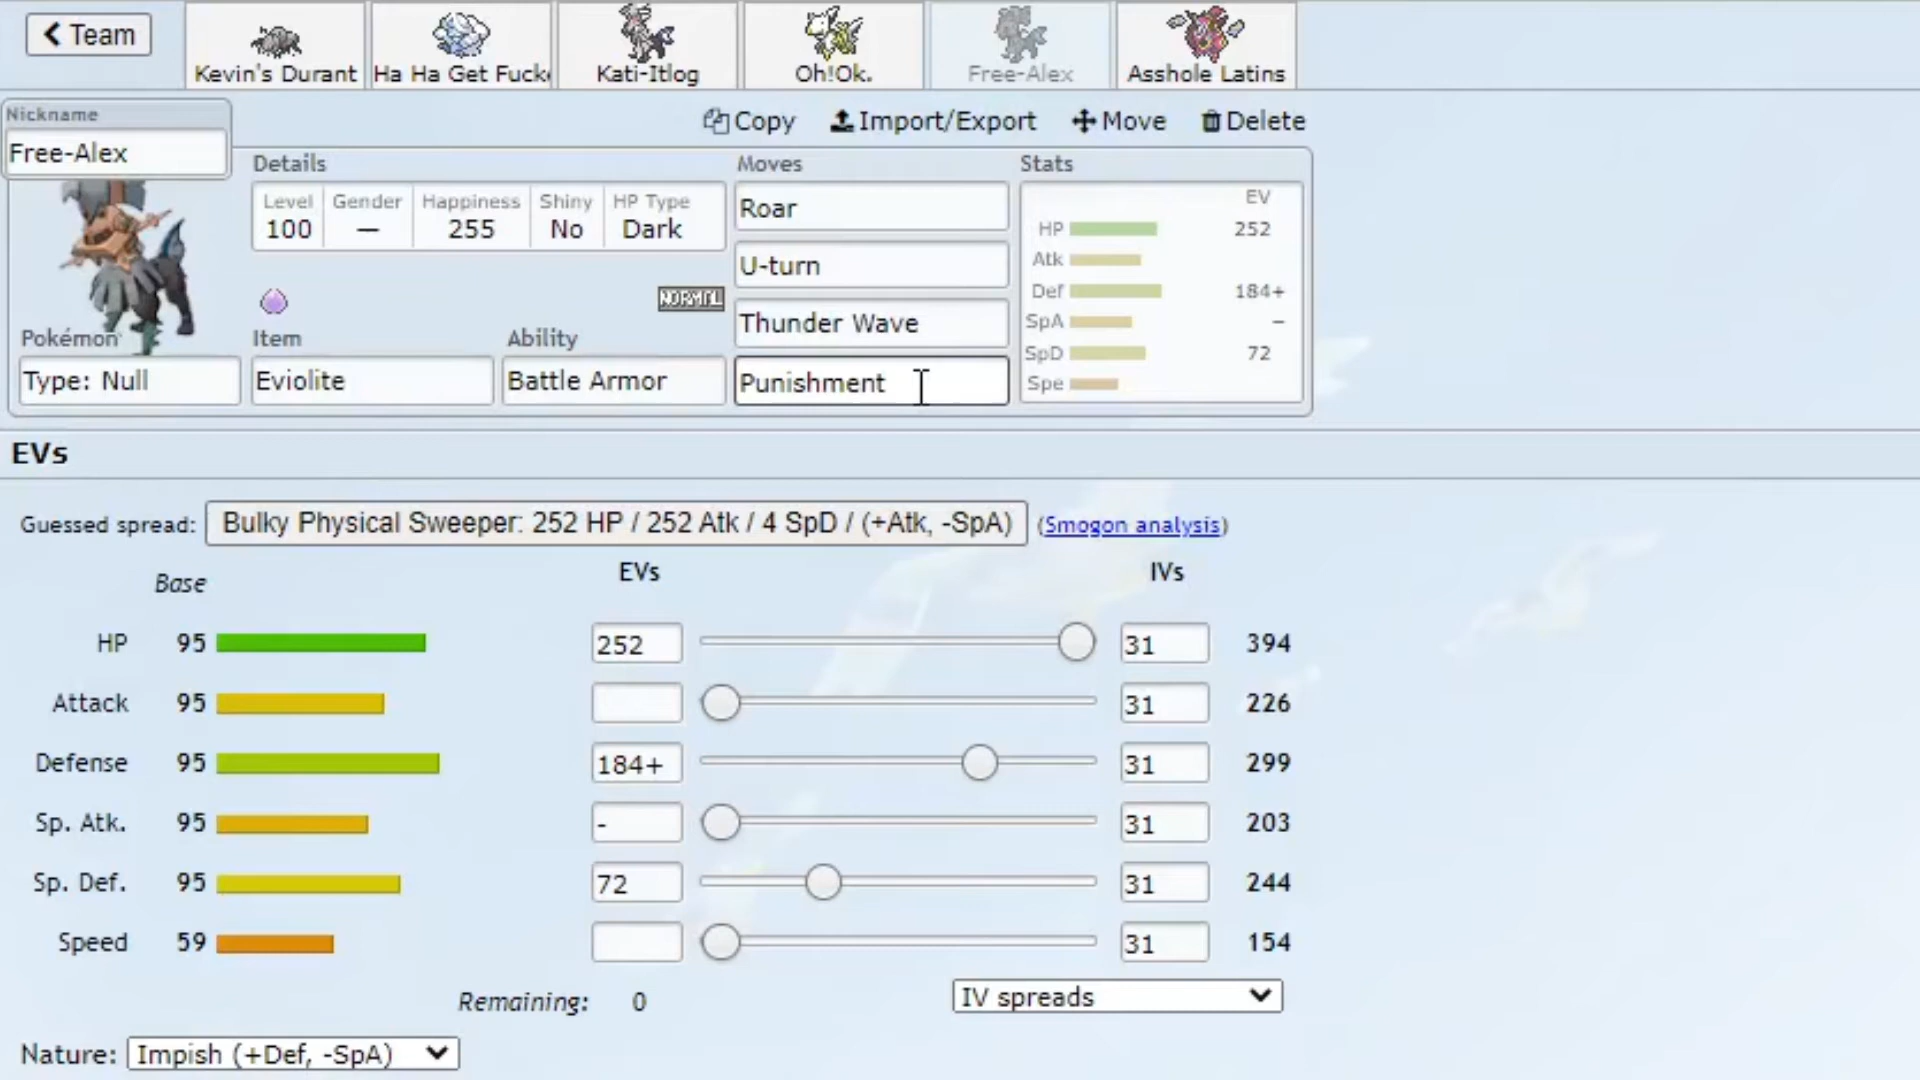 Team
Kevin's Durant
Ha Ha Get Fuck
Kati-Itlog
Oh!Ok.
Free-Alex
Asshole Latins
Nickname
Free-Alex
Copy
Import/Export
Move
Delete
Details
Moves
Stats
Level Gender Happiness Shiny HP Type
100 — 255 No Dark
Roar
U-turn
Thunder Wave
Punishment
EV
HP 252
Atk
Def 184+
SpA –
SpD 72
Spe
NORMAL
Pokémon
Item
Ability
Type: Null
Eviolite
Battle Armor
EVs
Guessed spread: Bulky Physical Sweeper: 252 HP / 252 Atk / 4 SpD / (+Atk, -SpA) (Smogon analysis)
Base EVs IVs
HP 95 252 31 394
Attack 95 31 226
Defense 95 184+ 31 299
Sp. Atk. 95 - 31 203
Sp. Def. 95 72 31 244
Speed 59 31 154
Remaining: 0
IV spreads
Nature: Impish (+Def, -SpA)